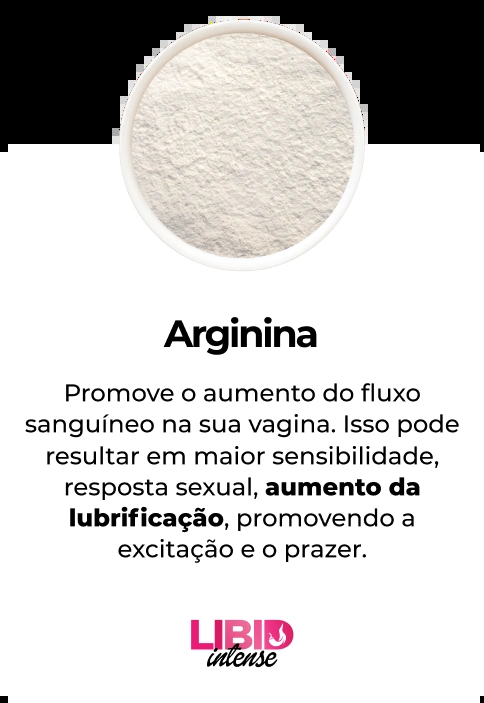 Arginina
Promove o aumento do fluxo
sanguíneo na sua vagina. Isso pode
resultar em maior sensibilidade,
resposta sexual, aumento da
lubrificação, promovendo a
excitação e o prazer.
LIBID
intense